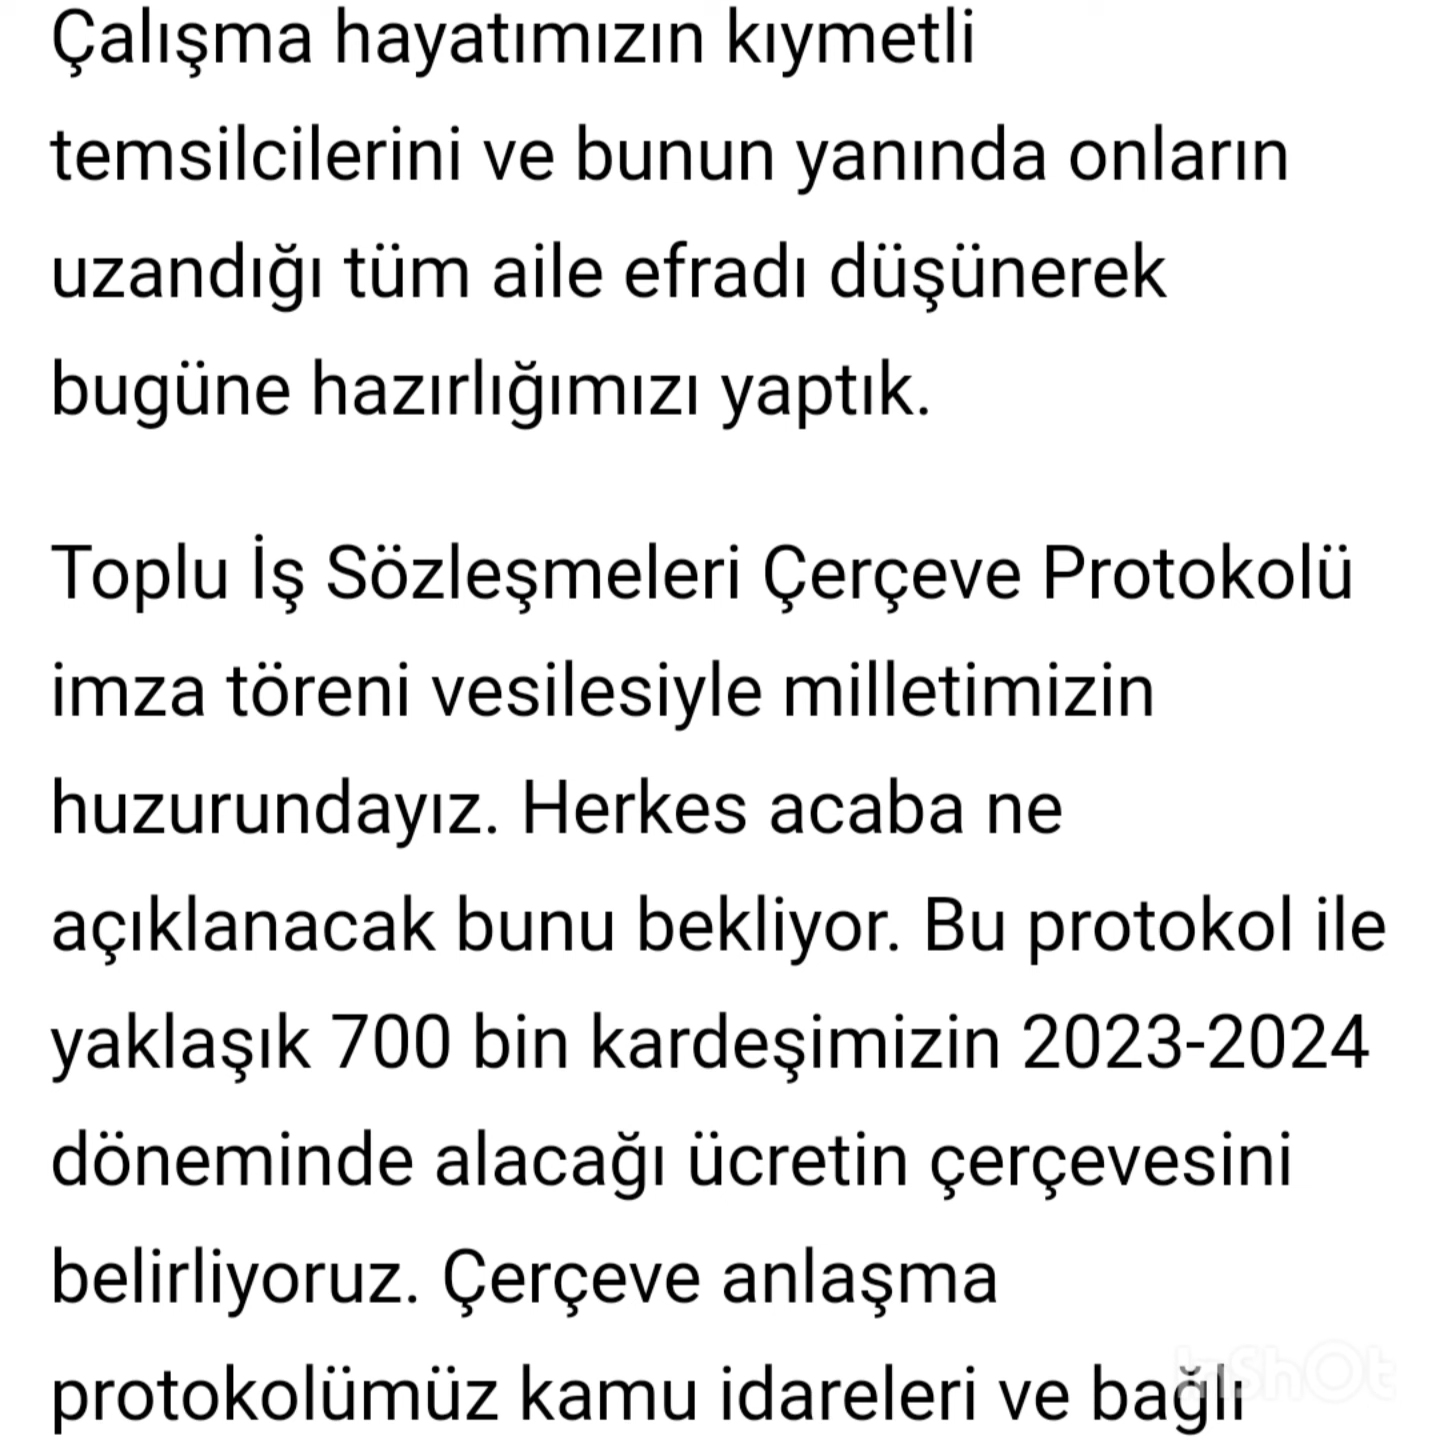 Çalışma hayatımızın kıymetli
temsilcilerini ve bunun yanında onların
uzandığı tüm aile efradı düşünerek
bugüne hazırlığımızı yaptık.
Toplu İş Sözleşmeleri Çerçeve Protokolü
imza töreni vesilesiyle milletimizin
huzurundayız. Herkes acaba ne
açıklanacak bunu bekliyor. Bu protokol ile
yaklaşık 700 bin kardeşimizin 2023-2024
döneminde alacağı ücretin çerçevesini
belirliyoruz. Çerçeve anlaşma
protokolümüz kamu idareleri ve bağlı
InShOt